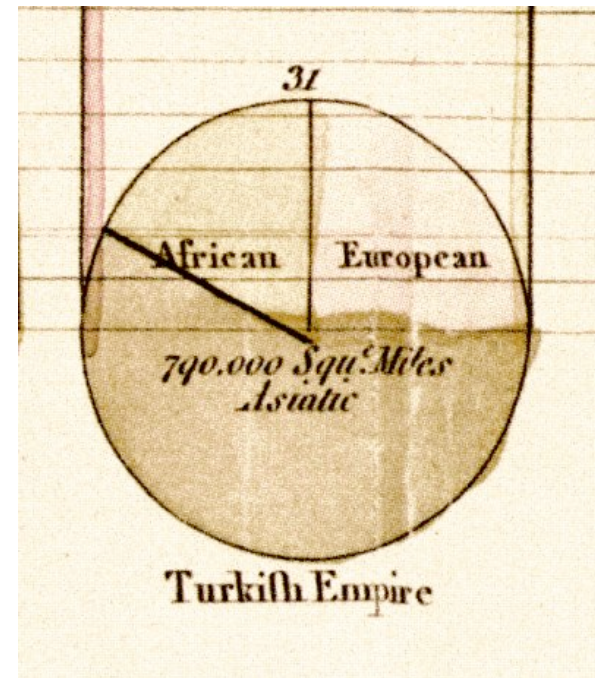 31
African European
790.000 Squ. Miles
Asiatic
Turkiſh Empire